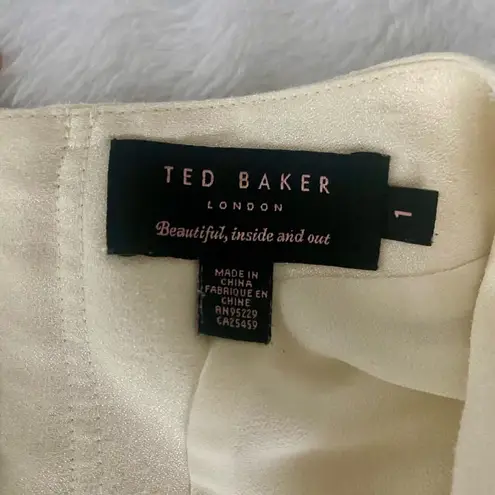 TED BAKER
LONDON
Beautiful, inside and out
1
MADE IN
CHINA
FABRIQUE EN
CHINE
RN95229
CA25459